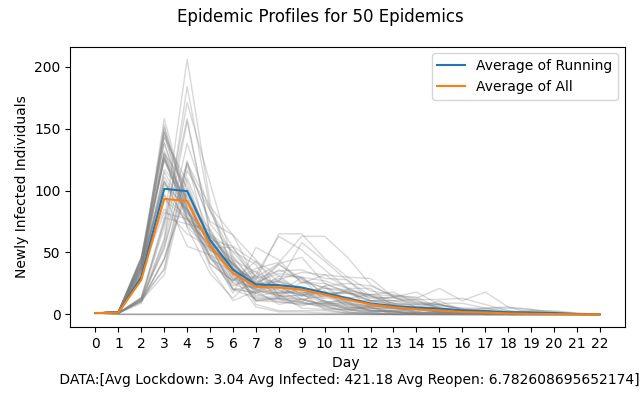 Epidemic Profiles for 50 Epidemics
Average of Running
Average of All
Newly Infected Individuals
200
150
100
50
0
0 1 2 3 4 5 6 7 8 9 10 11 12 13 14 15 16 17 18 19 20 21 22
Day
DATA:[Avg Lockdown: 3.04 Avg Infected: 421.18 Avg Reopen: 6.782608695652174]